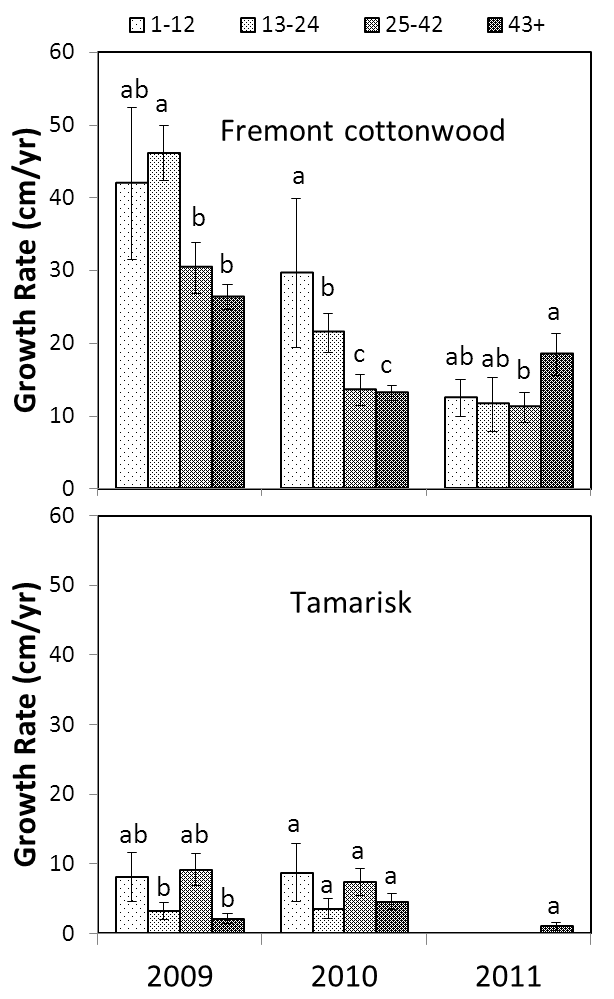 1-12 13-24 25-42 43+
60
50
40
30
20
10
0
Growth Rate (cm/yr)
Fremont cottonwood
ab a b b
a b c c
ab ab b a
60
50
40
30
20
10
0
Growth Rate (cm/yr)
Tamarisk
ab b ab b
a a a a
a
2009 2010 2011